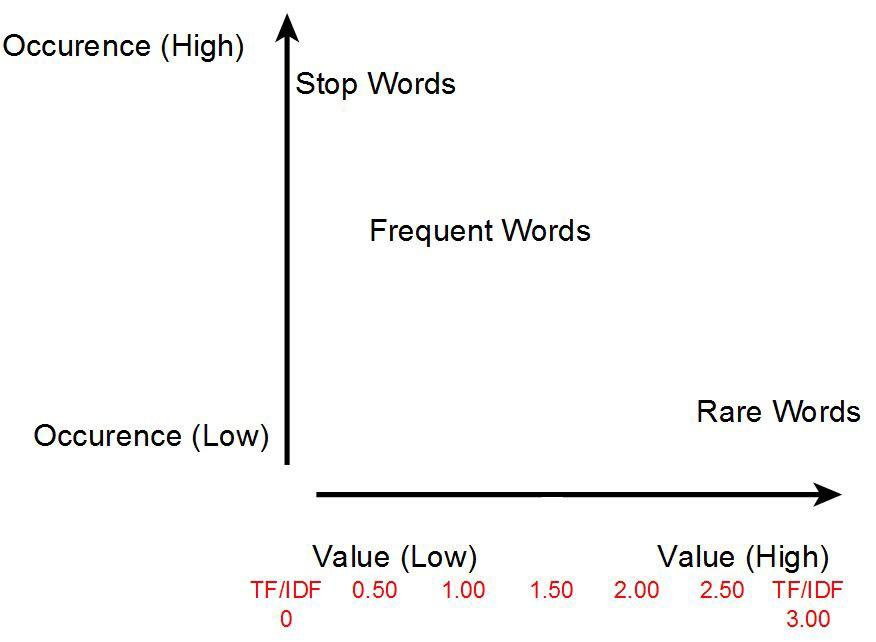 Occurence (High)
Stop Words
Frequent Words
Rare Words
Occurence (Low)
Value (Low) Value (High)
TF/IDF 0.50 1.00 1.50 2.00 2.50 TF/IDF
0 3.00